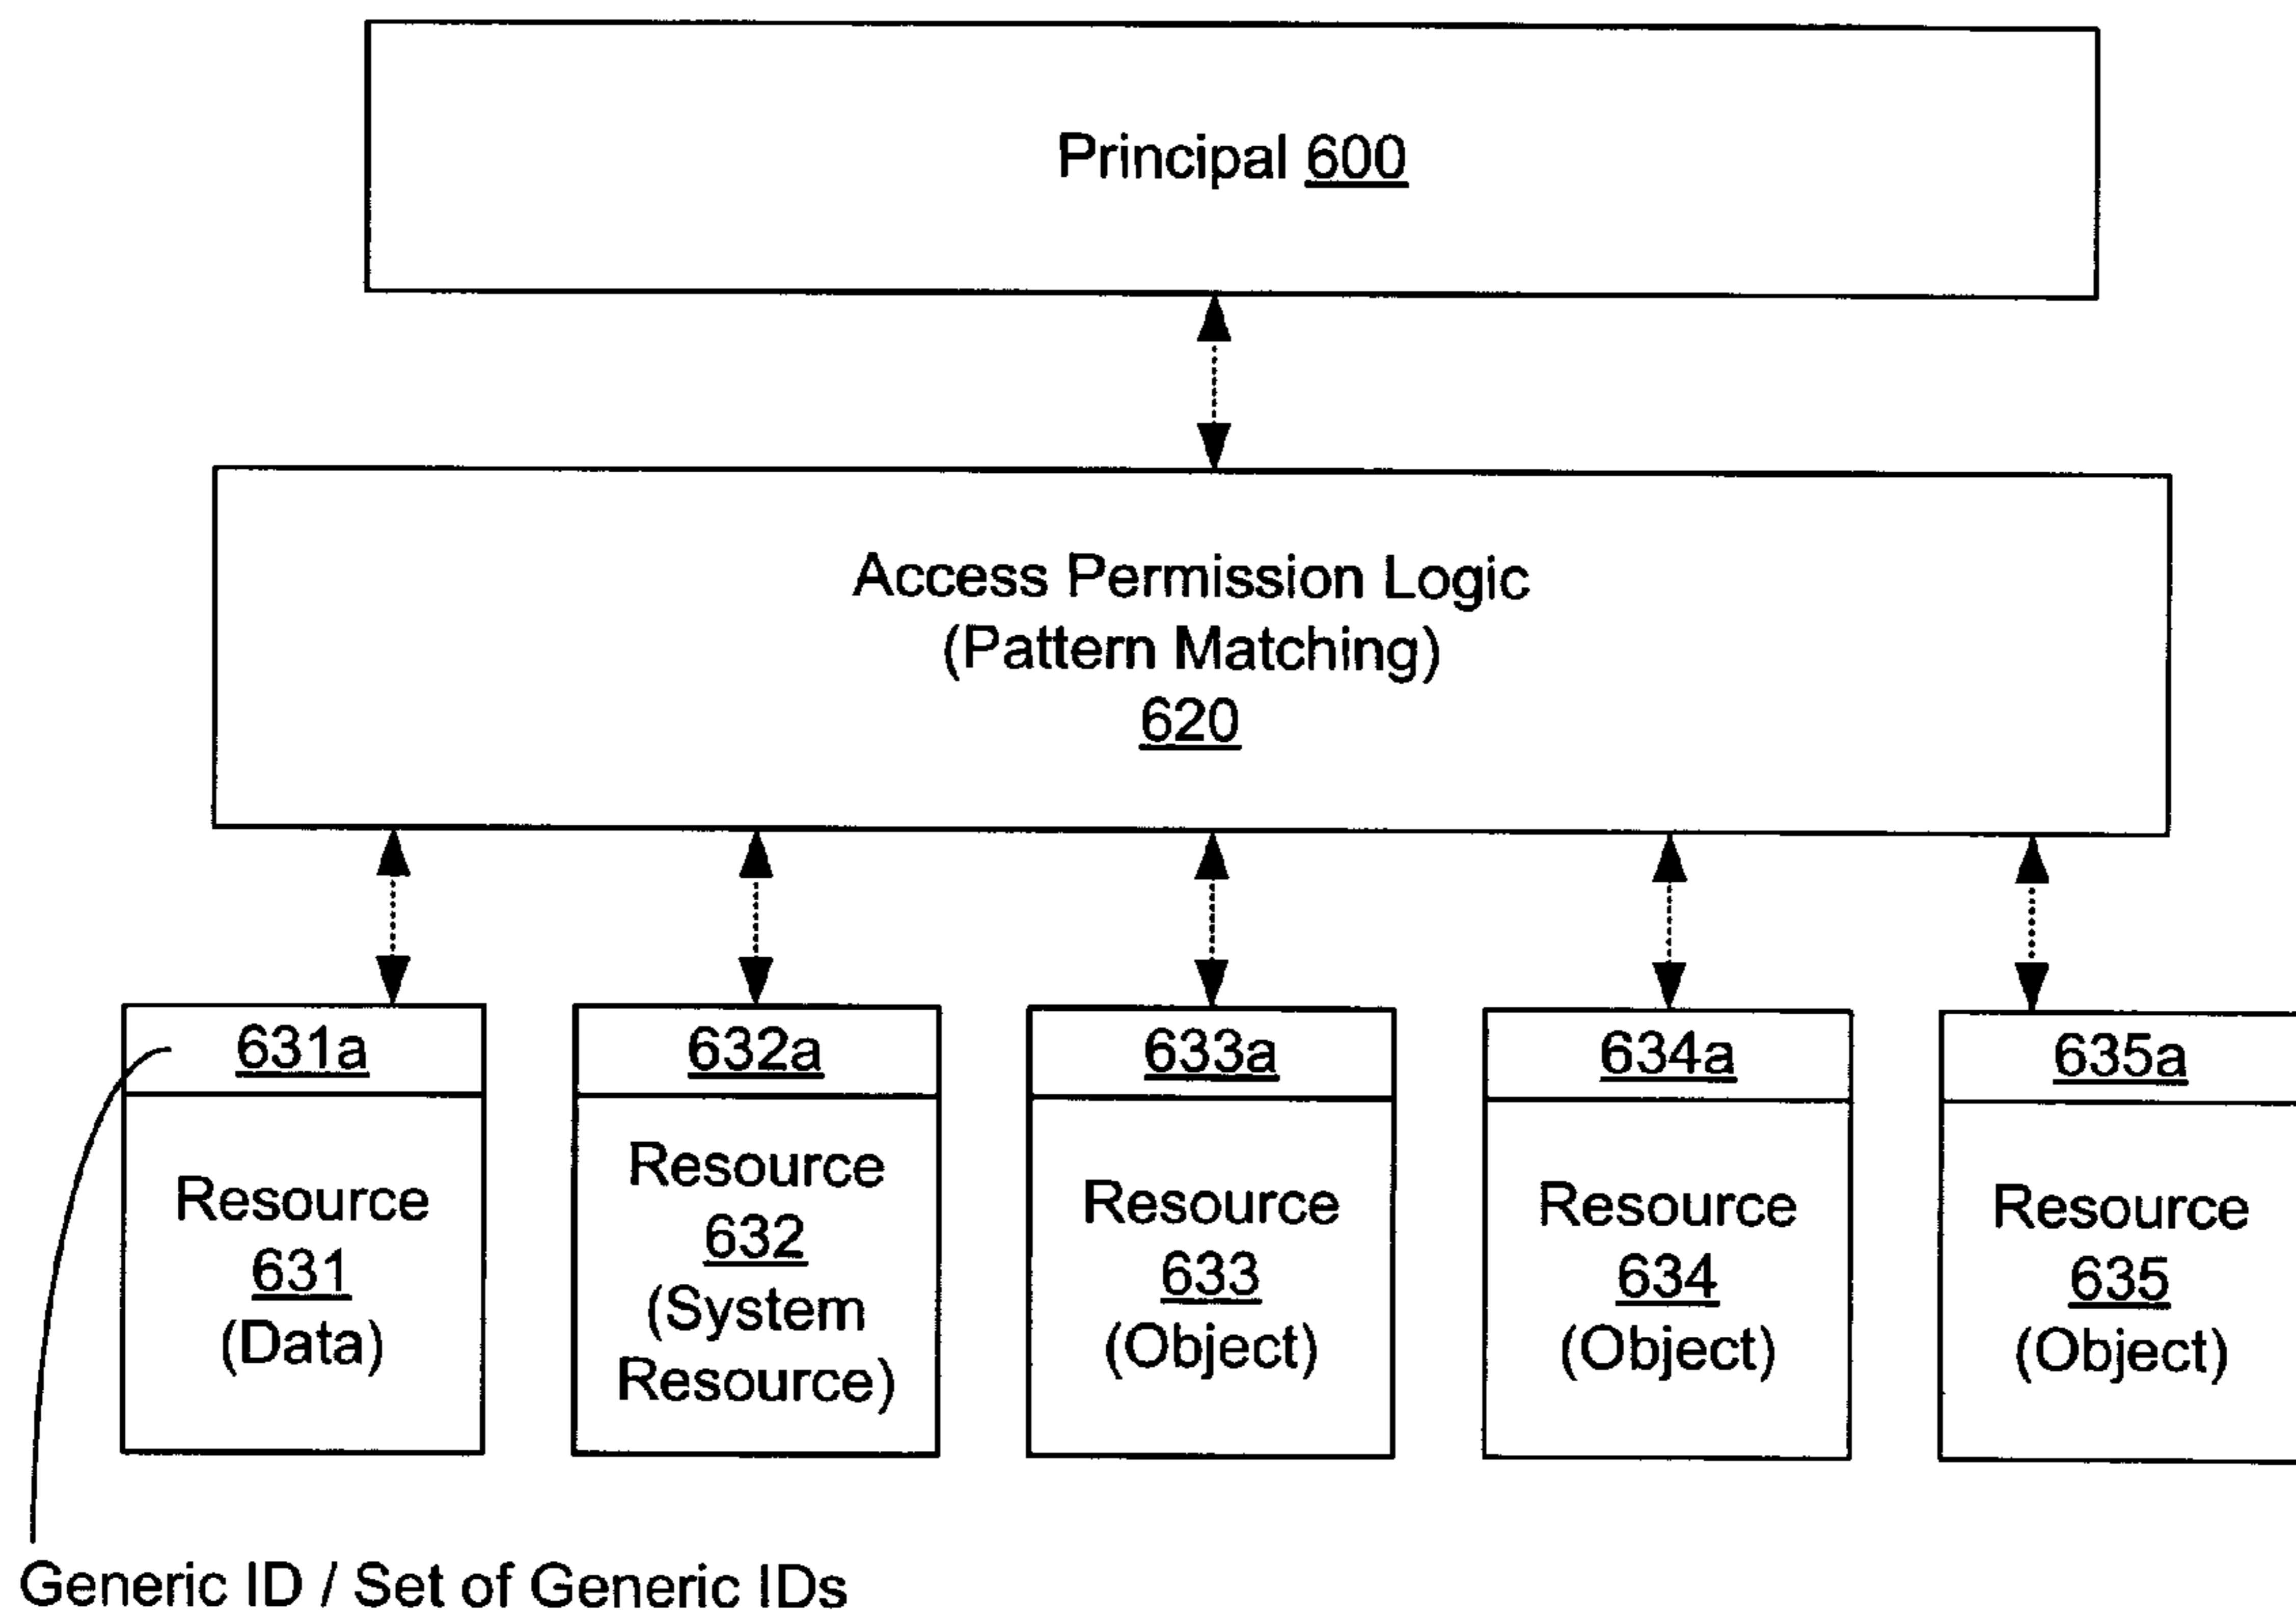 Principal 600
Access Permission Logic
(Pattern Matching)
620
631a
Resource
631
(Data)
632a
Resource
632
(System
Resource)
633a
Resource
633
(Object)
634a
Resource
634
(Object)
635a
Resource
635
(Object)
Generic ID / Set of Generic IDs